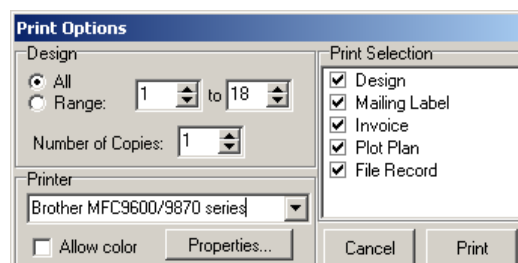 Print Options
Design
All
Range: 1 to 18
Number of Copies: 1
Printer
Brother MFC9600/9870 series
Allow color Properties...
Print Selection
Design
Mailing Label
Invoice
Plot Plan
File Record
Cancel Print